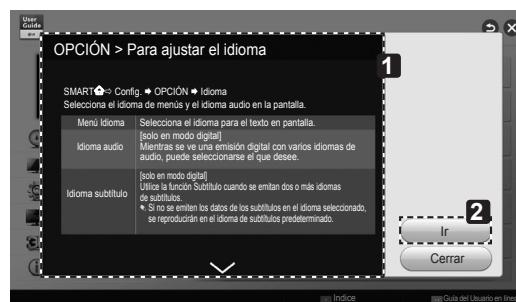 User
Guide
OPCIÓN > Para ajustar el idioma
1
SMART ⇨ Config. ➡ OPCIÓN ➡ Idioma
Selecciona el idioma de menús y el idioma audio en la pantalla.
Menú Idioma
Selecciona el idioma para el texto en pantalla.
Idioma audio
[solo en modo digital]
Mientras se ve una emisión digital con varios idiomas de
audio, puede seleccionarse el que desee.
Idioma subtítulo
[solo en modo digital]
Utilice la función Subtítulo cuando se emitan dos o más idiomas
de subtítulos.
Si no se emiten los datos de los subtítulos en el idioma seleccionado,
se reproducirán en el idioma de subtítulos predeterminado.
2
Ir
Cerrar
Índice
Guía del Usuario en línea